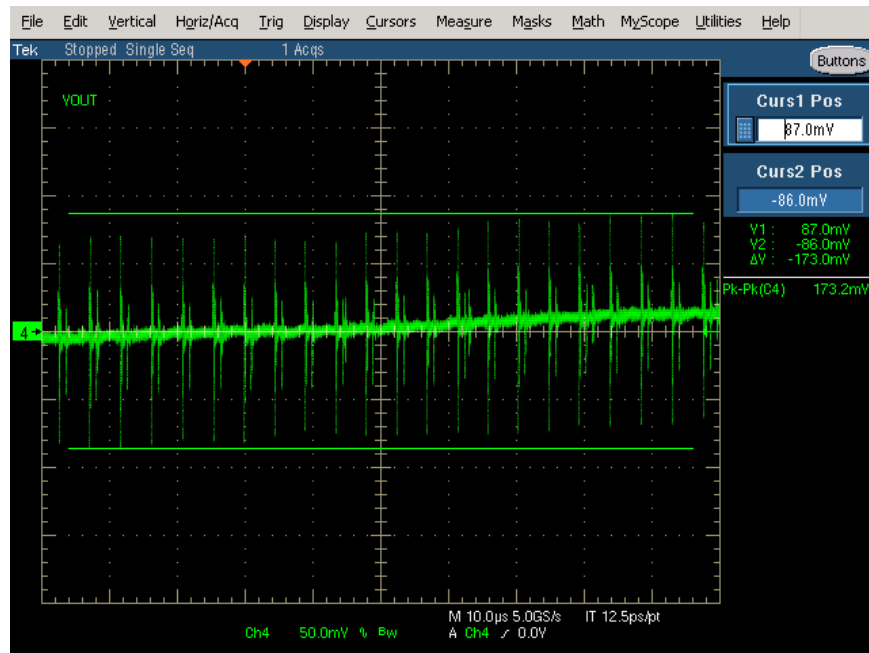 File Edit Vertical Horiz/Acq Trig Display Cursors Measure Masks Math MyScope Utilities Help
Tek Stopped Single Seq 1 Acqs
Buttons
VOUT
Curs1 Pos
87.0mV
Curs2 Pos
-86.0mV
V1 : 87.0mV
V2 : -86.0mV
ΔV : -173.0mV
Pk-Pk(C4) 173.2mV
4
M 10.0µs 5.0GS/s IT 12.5ps/pt
Ch4 50.0mV ∿ Bw A Ch4 ∕ 0.0V